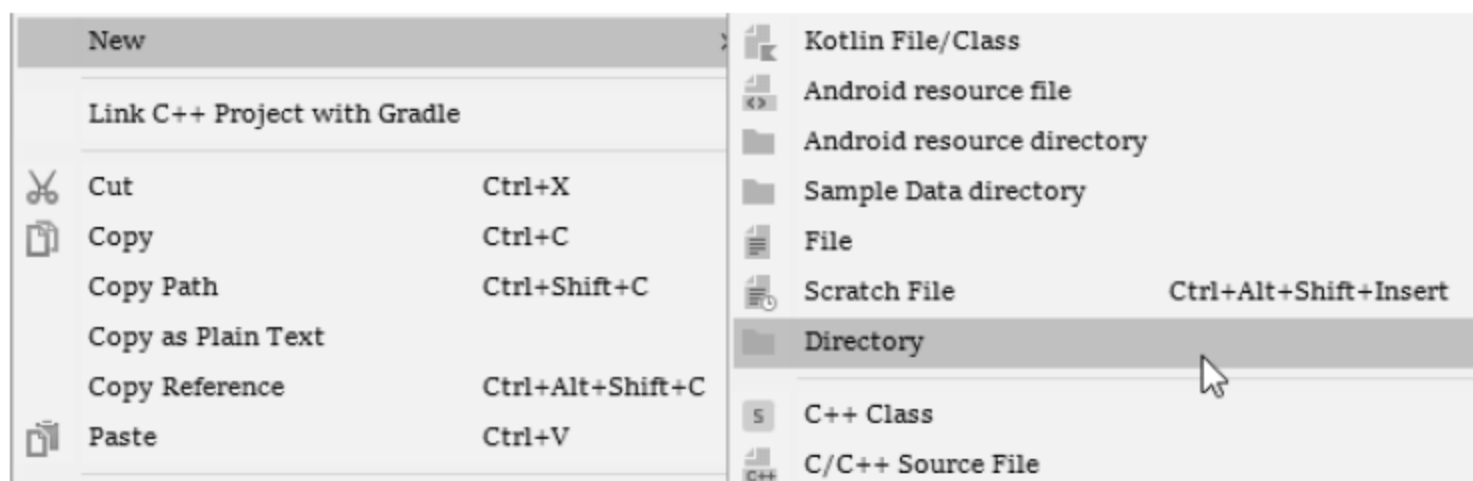 New
Link C++ Project with Gradle
Cut Ctrl+X
Copy Ctrl+C
Copy Path Ctrl+Shift+C
Copy as Plain Text
Copy Reference Ctrl+Alt+Shift+C
Paste Ctrl+V
Kotlin File/Class
Android resource file
Android resource directory
Sample Data directory
File
Scratch File Ctrl+Alt+Shift+Insert
Directory
S C++ Class
C++ C/C++ Source File